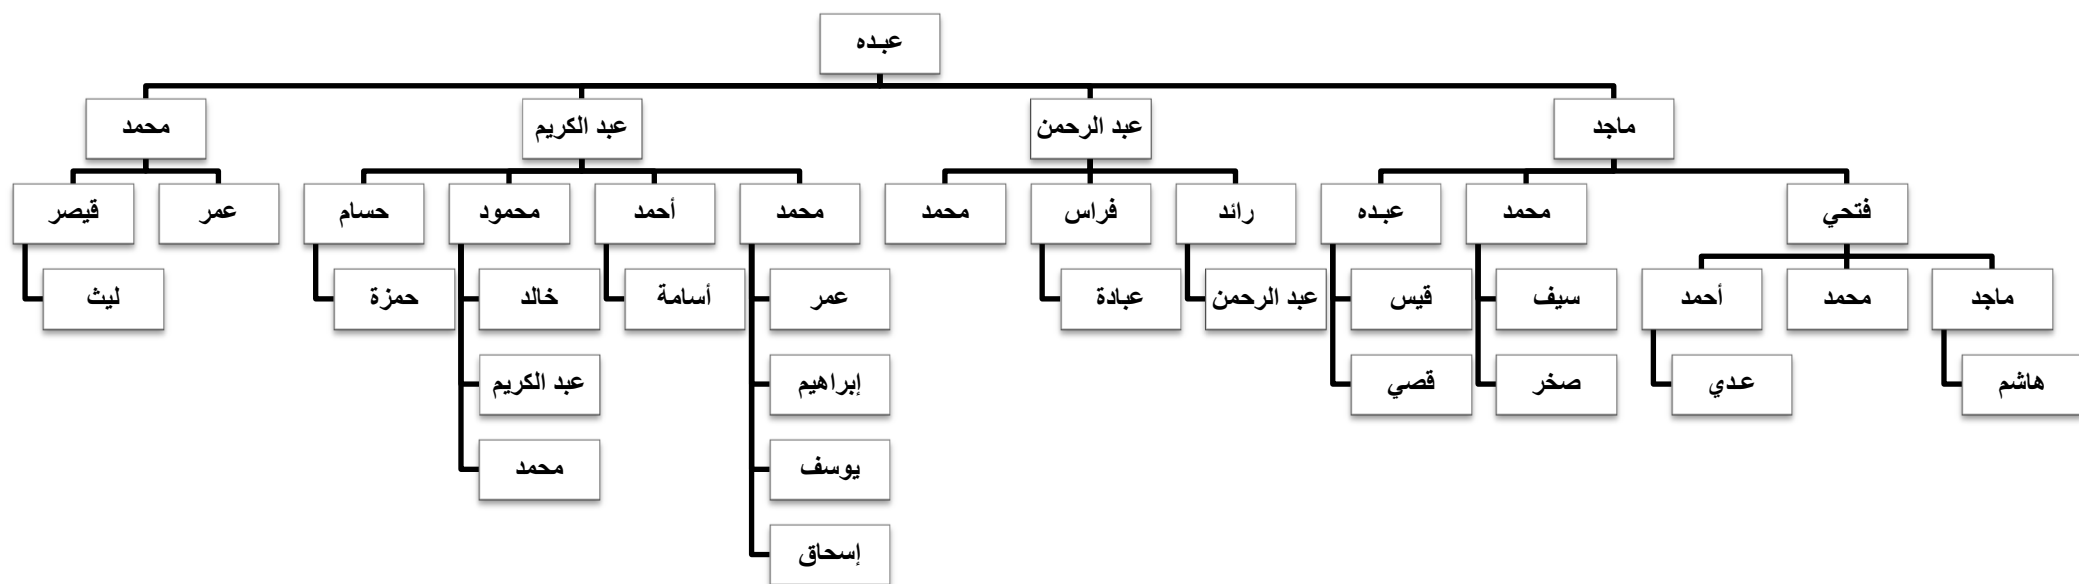 عبده
ماجد
عبد الرحمن
عبد الكريم
محمد
فتحي
محمد
عبده
رائد
فراس
محمد
محمد
أحمد
محمود
حسام
عمر
قيصر
ماجد
محمد
أحمد
سيف
قيس
عبد الرحمن
عبادة
عمر
أسامة
خالد
حمزة
ليث
هاشم
عدي
صخر
قصي
إبراهيم
عبد الكريم
يوسف
محمد
إسحاق